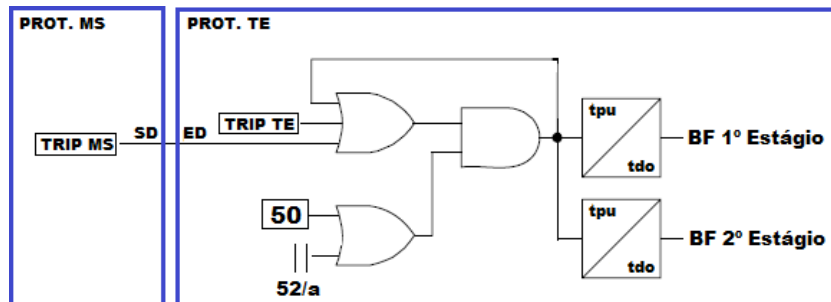 PROT. MS
PROT. TE
TRIP MS
SD
ED
TRIP TE
50
52/a
tpu
tdo
BF 1º Estágio
tpu
tdo
BF 2º Estágio